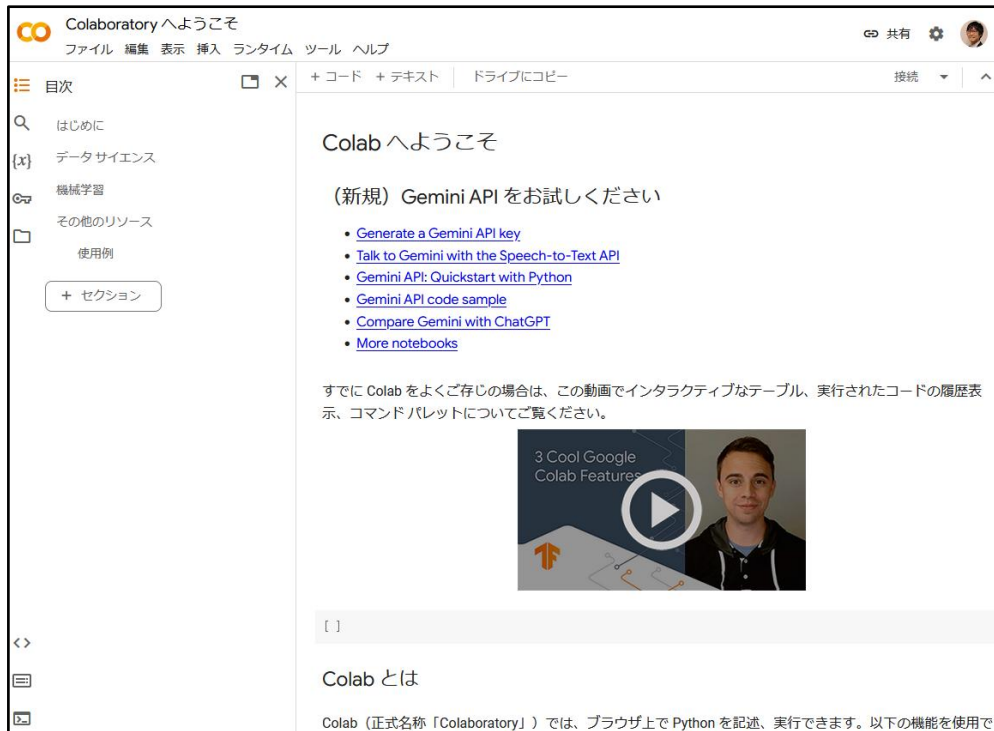 Colaboratory へようこそ
ファイル 編集 表示 挿入 ランタイム ツール ヘルプ
共有
目次
+ コード + テキスト ドライブにコピー
接続
はじめに
データ サイエンス
機械学習
その他のリソース
使用例
+ セクション
Colab へようこそ
（新規）Gemini API をお試しください
• Generate a Gemini API key
• Talk to Gemini with the Speech-to-Text API
• Gemini API: Quickstart with Python
• Gemini API code sample
• Compare Gemini with ChatGPT
• More notebooks
すでに Colab をよくご存じの場合は、この動画でインタラクティブなテーブル、実行されたコードの履歴表
示、コマンド パレットについてご覧ください。
3 Cool Google
Colab Features
[ ]
Colab とは
Colab（正式名称「Colaboratory」）では、ブラウザ上で Python を記述、実行できます。以下の機能を使用で